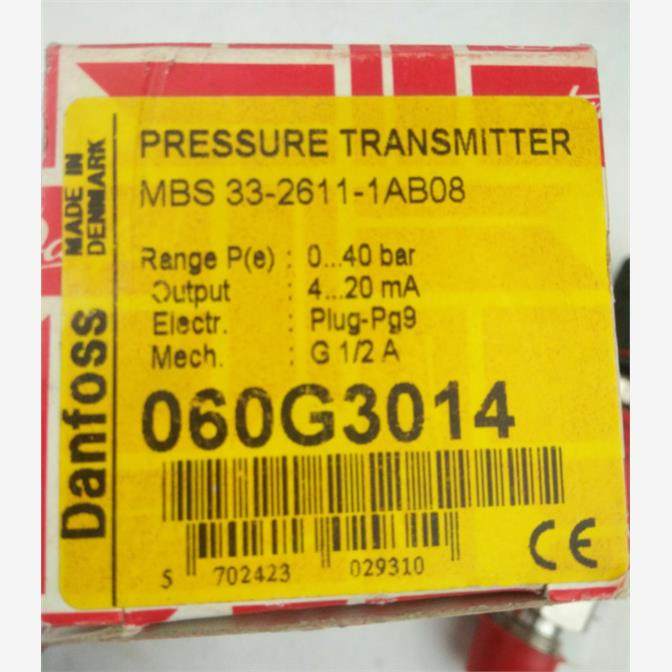 PRESSURE TRANSMITTER
MBS 33-2611-1AB08
Range P(e) : 0...40 bar
Output : 4...20 mA
Electr. : Plug-Pg9
Mech. : G 1/2 A
060G3014
5 702423 029310
CE
Danfoss
MADE IN
DENMARK